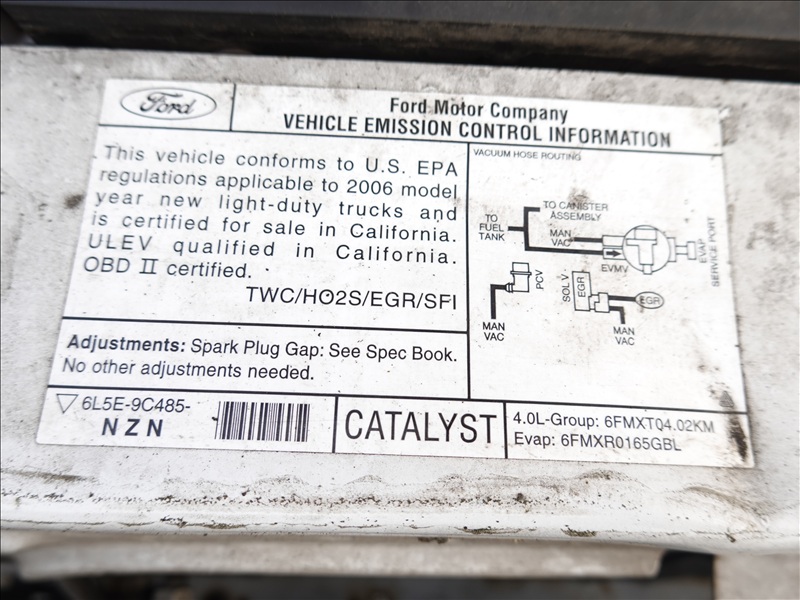 Ford
Ford Motor Company
VEHICLE EMISSION CONTROL INFORMATION
This vehicle conforms to U.S. EPA
regulations applicable to 2006 model
year new light-duty trucks and
is certified for sale in California.
ULEV qualified in California.
OBD II certified.
TWC/HO2S/EGR/SFI
VACUUM HOSE ROUTING
TO CANISTER
ASSEMBLY
TO
FUEL
TANK
MAN
VAC
EVMV
EVAP
SERVICE PORT
PCV
MAN
VAC
SOL V
EGR
EGR
MAN
VAC
Adjustments: Spark Plug Gap: See Spec Book.
No other adjustments needed.
6L5E-9C485-
NZN
CATALYST
4.0L-Group: 6FMXT04.02KM
Evap: 6FMXR0165GBL